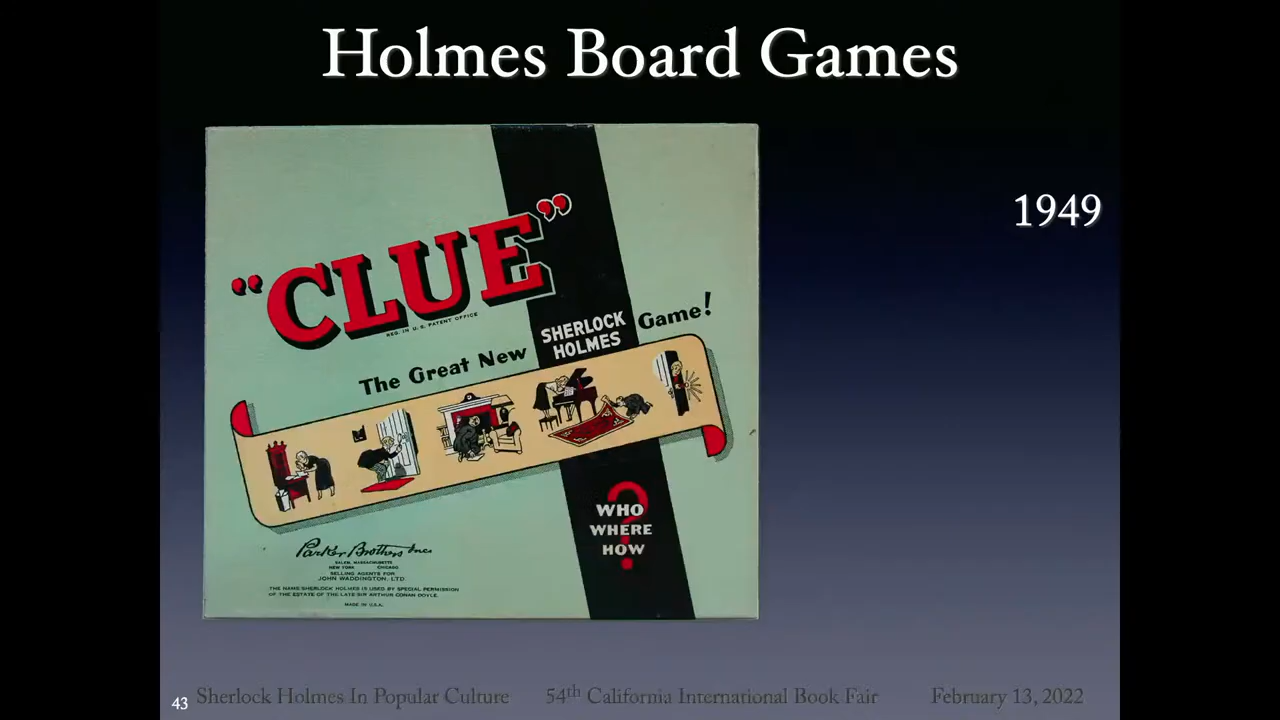 Holmes Board Games
1949
"CLUE"
REG. IN U.S. PATENT OFFICE
The Great New SHERLOCK HOLMES Game!
WHO
WHERE
HOW
?
Parker Brothers Inc
SALEM, MASSACHUSETTS
NEW YORK CHICAGO
SELLING AGENTS FOR
JOHN WADDINGTON, LTD
THE NAME SHERLOCK HOLMES IS USED BY SPECIAL PERMISSION
OF THE ESTATE OF THE LATE SIR ARTHUR CONAN DOYLE.
MADE IN U.S.A.
43 Sherlock Holmes In Popular Culture 54th California International Book Fair February 13, 2022